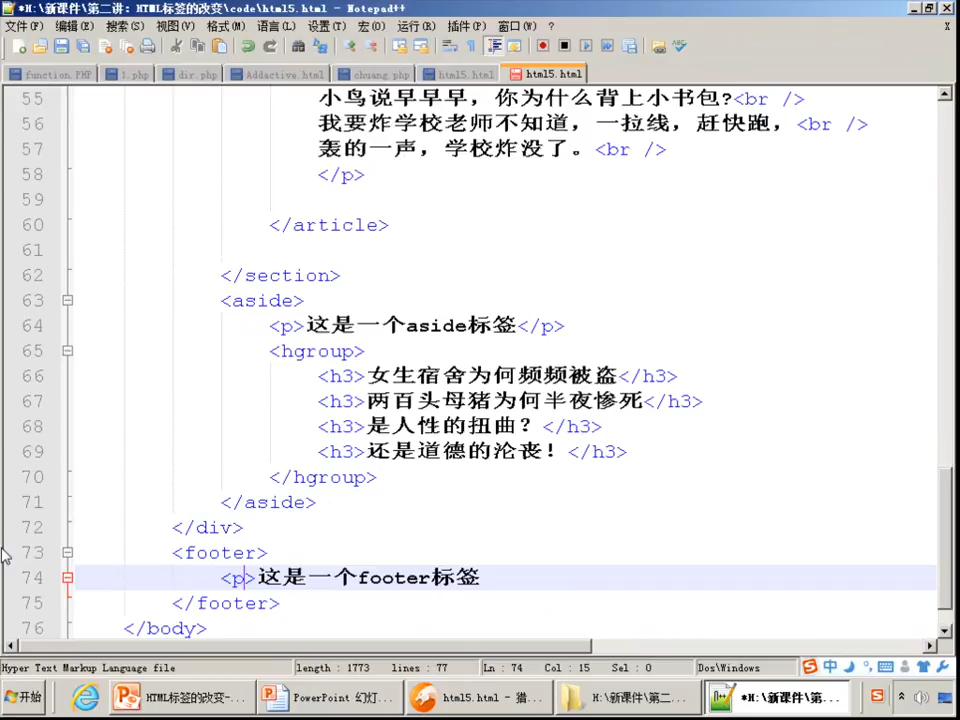 *H:\新课件\第二讲：HTML标签的改变\code\html5.html - Notepad++
文件(F) 编辑(E) 搜索(S) 视图(V) 格式(M) 语言(L) 设置(T) 宏(O) 运行(R) 插件(P) 窗口(W) ? X
function.PHP 1.php dir.php Addactive.html chuang.php html5.html html5.html
55 小鸟说早早早，你为什么背上小书包?<br />
56 我要炸学校老师不知道，一拉线，赶快跑，<br />
57 轰的一声，学校炸没了。<br />
58 </p>
59
60 </article>
61
62 </section>
63 <aside>
64 <p>这是一个aside标签</p>
65 <hgroup>
66 <h3>女生宿舍为何频频被盗</h3>
67 <h3>两百头母猪为何半夜惨死</h3>
68 <h3>是人性的扭曲？</h3>
69 <h3>还是道德的沦丧！</h3>
70 </hgroup>
71 </aside>
72 </div>
73 <footer>
74 <p>这是一个footer标签
75 </footer>
76 </body>
Hyper Text Markup Language file length : 1773 lines : 77 Ln : 74 Col : 15 Sel : 0 Dos\Windows 中
开始 HTML标签的改变-... PowerPoint 幻灯... html5.html - 猎... H:\新课件\第二... *H:\新课件\第...